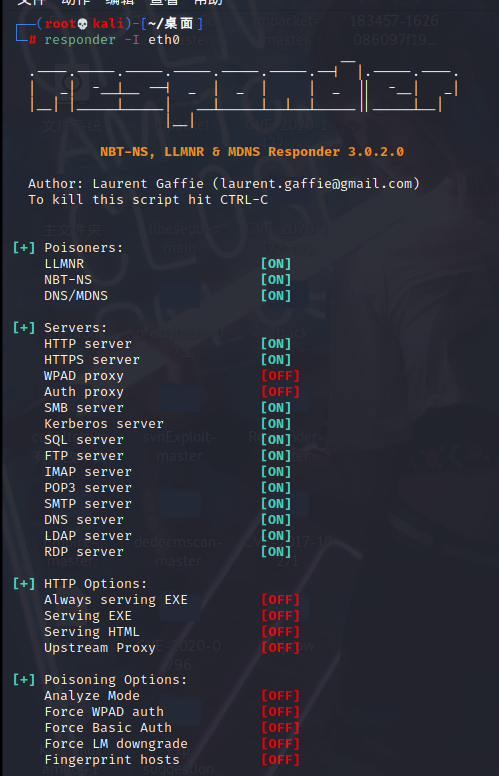 文件 动作 编辑 查看 帮助
183457-1626
086097f19...
┌──(root💀kali)-[~/桌面]
└─# responder -I eth0
NBT-NS, LLMNR & MDNS Responder 3.0.2.0
Author: Laurent Gaffie (laurent.gaffie@gmail.com)
To kill this script hit CTRL-C
[+] Poisoners:
LLMNR [ON]
NBT-NS [ON]
DNS/MDNS [ON]
[+] Servers:
HTTP server [ON]
HTTPS server [ON]
WPAD proxy [OFF]
Auth proxy [OFF]
SMB server [ON]
Kerberos server [ON]
SQL server [ON]
FTP server [ON]
IMAP server [ON]
POP3 server [ON]
SMTP server [ON]
DNS server [ON]
LDAP server [ON]
RDP server [ON]
[+] HTTP Options:
Always serving EXE [OFF]
Serving EXE [OFF]
Serving HTML [OFF]
Upstream Proxy [OFF]
[+] Poisoning Options:
Analyze Mode [OFF]
Force WPAD auth [OFF]
Force Basic Auth [OFF]
Force LM downgrade [OFF]
Fingerprint hosts [OFF]